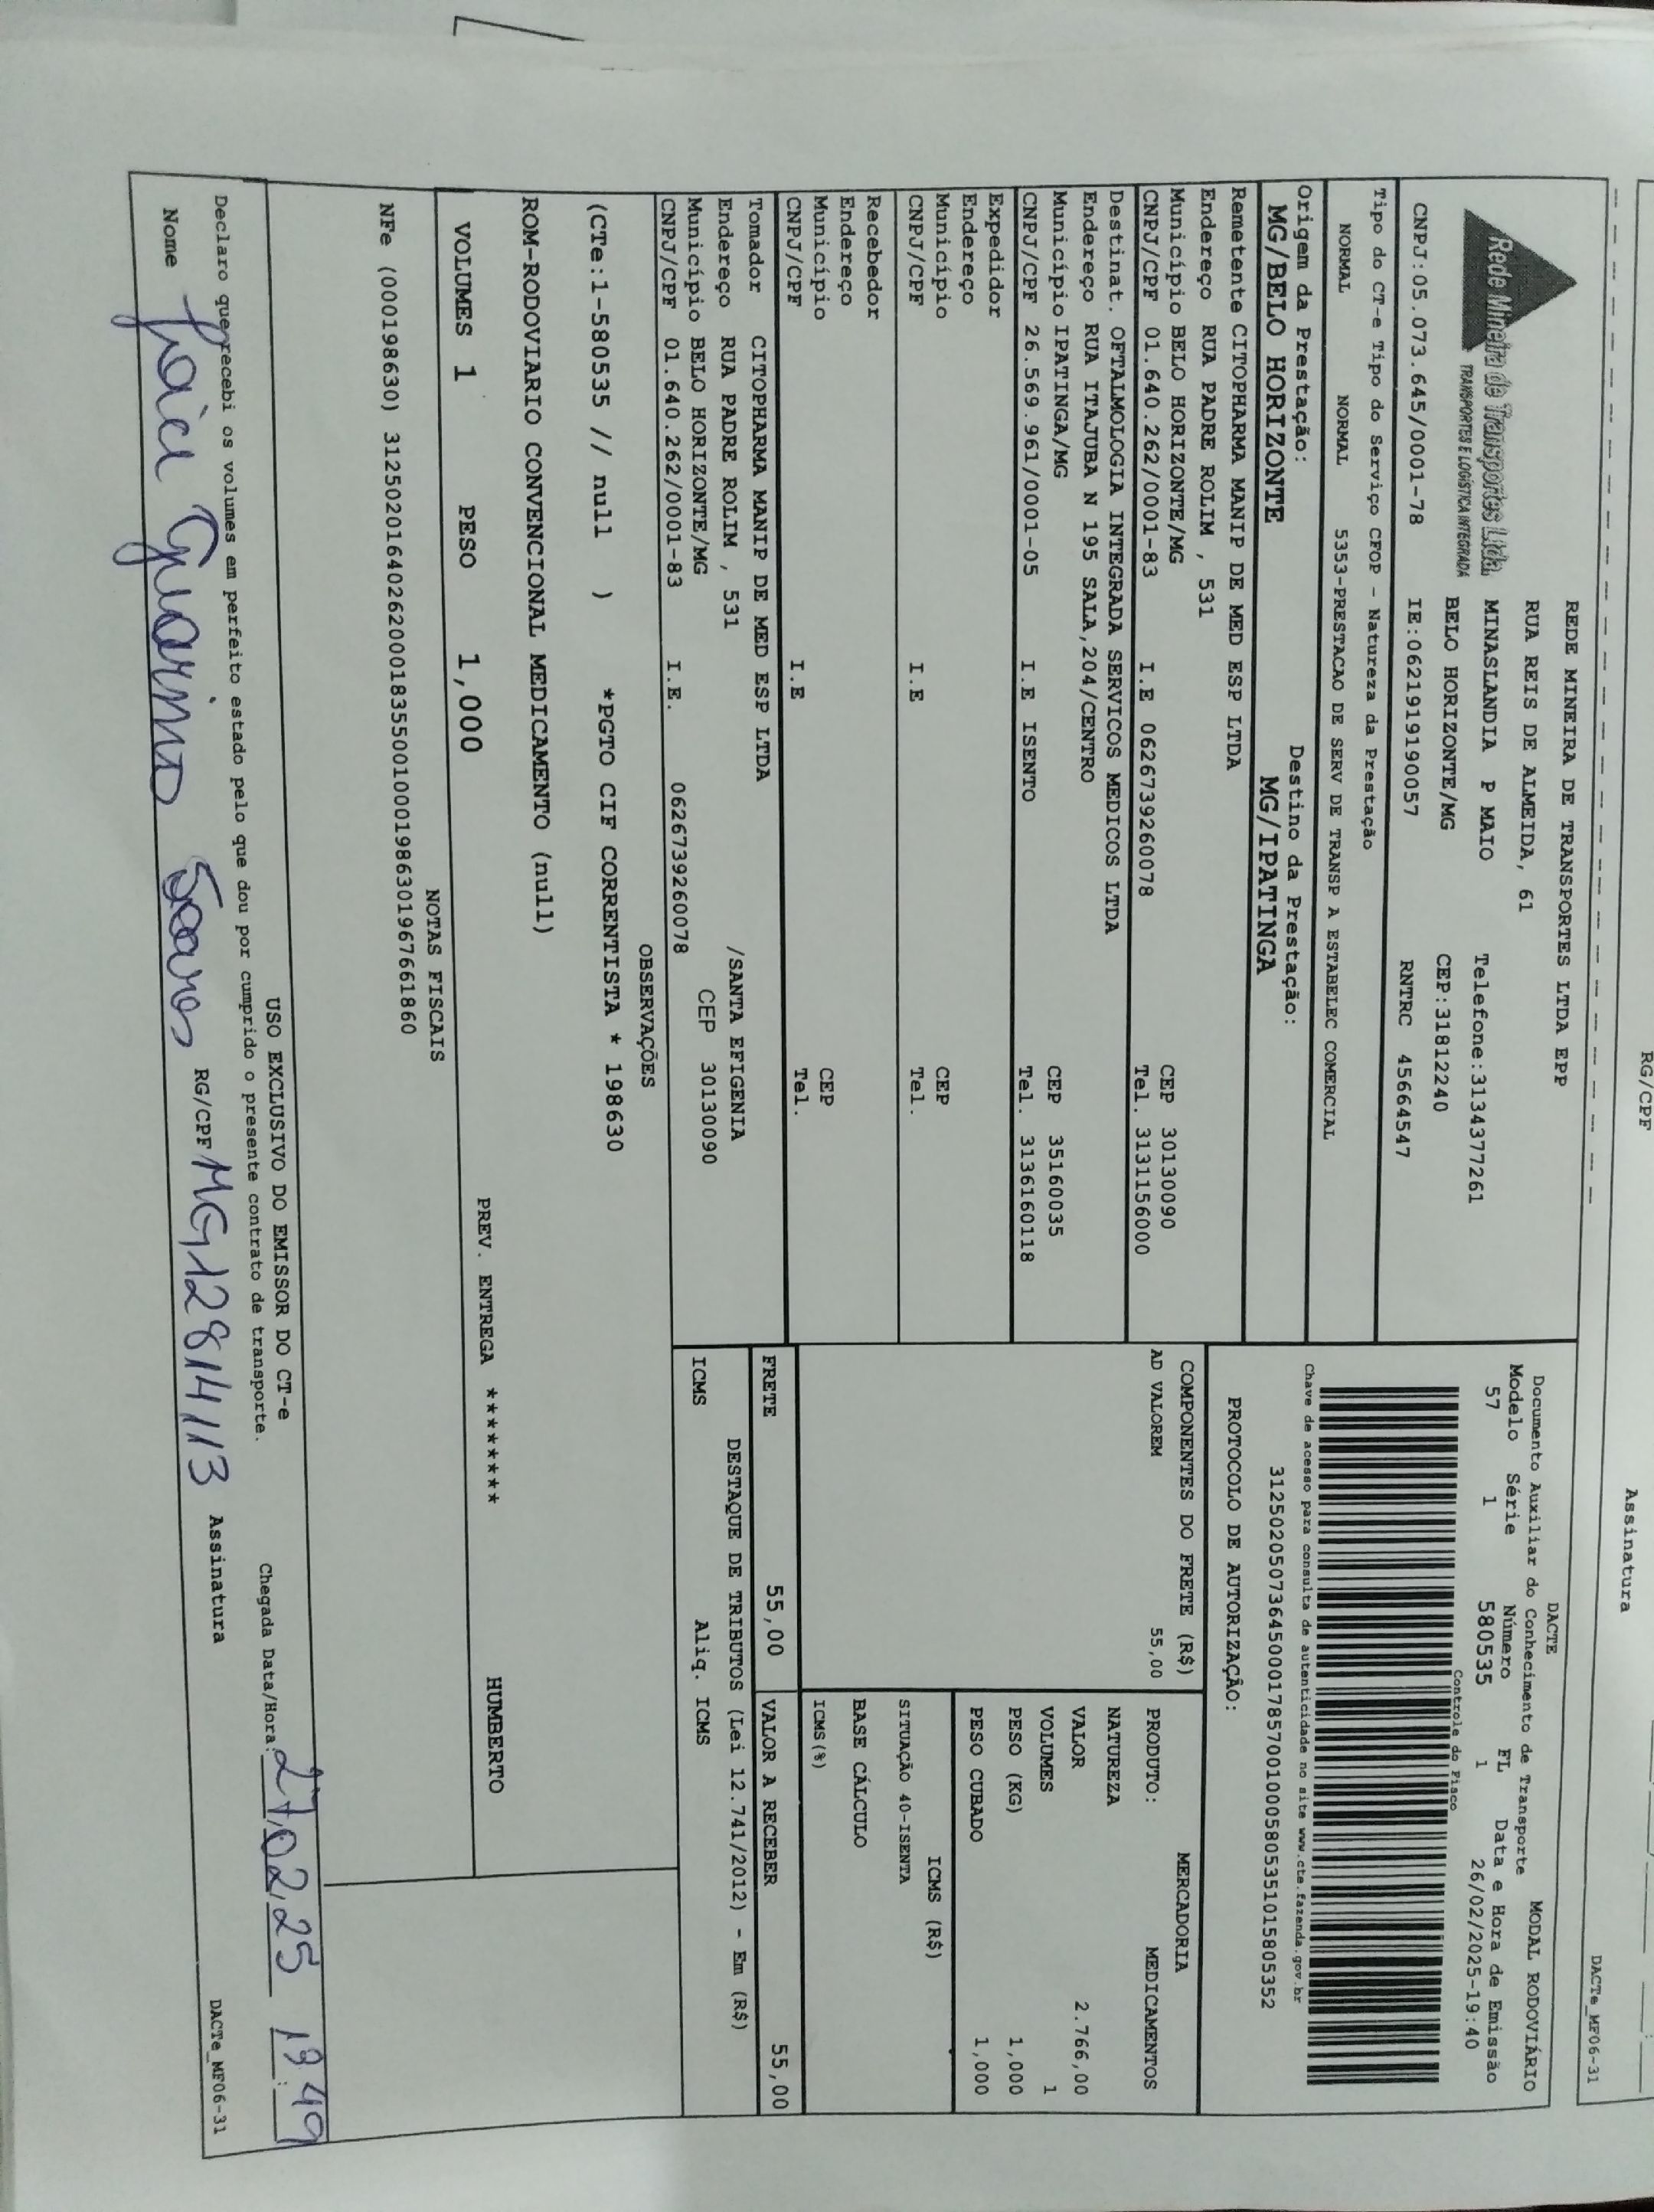 RG/CPF Assinatura
DACTe_MF06-31
Rede Mineira de Transportes Ltda.
TRANSPORTES E LOGÍSTICA INTEGRADA
REDE MINEIRA DE TRANSPORTES LTDA EPP
RUA REIS DE ALMEIDA, 61
MINASLANDIA P MAIO Telefone:3134377261
BELO HORIZONTE/MG CEP:31812240
CNPJ:05.073.645/0001-78 IE:0621919190057 RNTRC 45664547
DACTE
Documento Auxiliar do Conhecimento de Transporte MODAL RODOVIÁRIO
Modelo Série Número FL Data e Hora de Emissão
57 1 580535 1 26/02/2025-19:40
Controle do Fisco
Chave de acesso para consulta de autenticidade no site www.cte.fazenda.gov.br
31250205073645000178570010005805351015805352
PROTOCOLO DE AUTORIZAÇÃO:
Tipo do CT-e Tipo do Serviço CFOP - Natureza da Prestação
NORMAL NORMAL 5353-PRESTACAO DE SERV DE TRANSP A ESTABELEC COMERCIAL
Origem da Prestação: Destino da Prestação:
MG/BELO HORIZONTE MG/IPATINGA
Remetente CITOPHARMA MANIP DE MED ESP LTDA
Endereço RUA PADRE ROLIM , 531
Município BELO HORIZONTE/MG CEP 30130090
CNPJ/CPF 01.640.262/0001-83 I.E 0626739260078 Tel. 3131156000
Destinat. OFTALMOLOGIA INTEGRADA SERVICOS MEDICOS LTDA
Endereço RUA ITAJUBA N 195 SALA,204/CENTRO
Município IPATINGA/MG CEP 35160035
CNPJ/CPF 26.569.961/0001-05 I.E ISENTO Tel. 3136160118
Expedidor
Endereço
Município CEP
CNPJ/CPF I.E Tel.
Recebedor
Endereço
Município CEP
CNPJ/CPF I.E Tel.
Tomador CITOPHARMA MANIP DE MED ESP LTDA
Endereço RUA PADRE ROLIM , 531 /SANTA EFIGENIA
Município BELO HORIZONTE/MG CEP 30130090
CNPJ/CPF 01.640.262/0001-83 I.E. 0626739260078
COMPONENTES DO FRETE (R$)
AD VALOREM 55,00
MERCADORIA
PRODUTO: MEDICAMENTOS
NATUREZA
VALOR 2.766,00
VOLUMES 1
PESO (KG) 1,000
PESO CUBADO 1,000
ICMS (R$)
SITUAÇÃO 40-ISENTA
BASE CÁLCULO
ICMS(%)
FRETE 55,00 VALOR A RECEBER 55,00
DESTAQUE DE TRIBUTOS (Lei 12.741/2012) - Em (R$)
ICMS Aliq. ICMS
OBSERVAÇÕES
(CTe:1-580535 // null ) *PGTO CIF CORRENTISTA * 198630
ROM-RODOVIARIO CONVENCIONAL MEDICAMENTO (null)
VOLUMES 1 PESO 1,000 PREV. ENTREGA ******** HUMBERTO
NOTAS FISCAIS
NFe (000198630) 31250201640262000183550010001986301967661860
USO EXCLUSIVO DO EMISSOR DO CT-e
Declaro que recebi os volumes em perfeito estado pelo que dou por cumprido o presente contrato de transporte. Chegada Data/Hora: 27.02.25 13:49
Nome Joice Guarino Soares RG/CPF MG12814113 Assinatura
DACTe_MF06-31